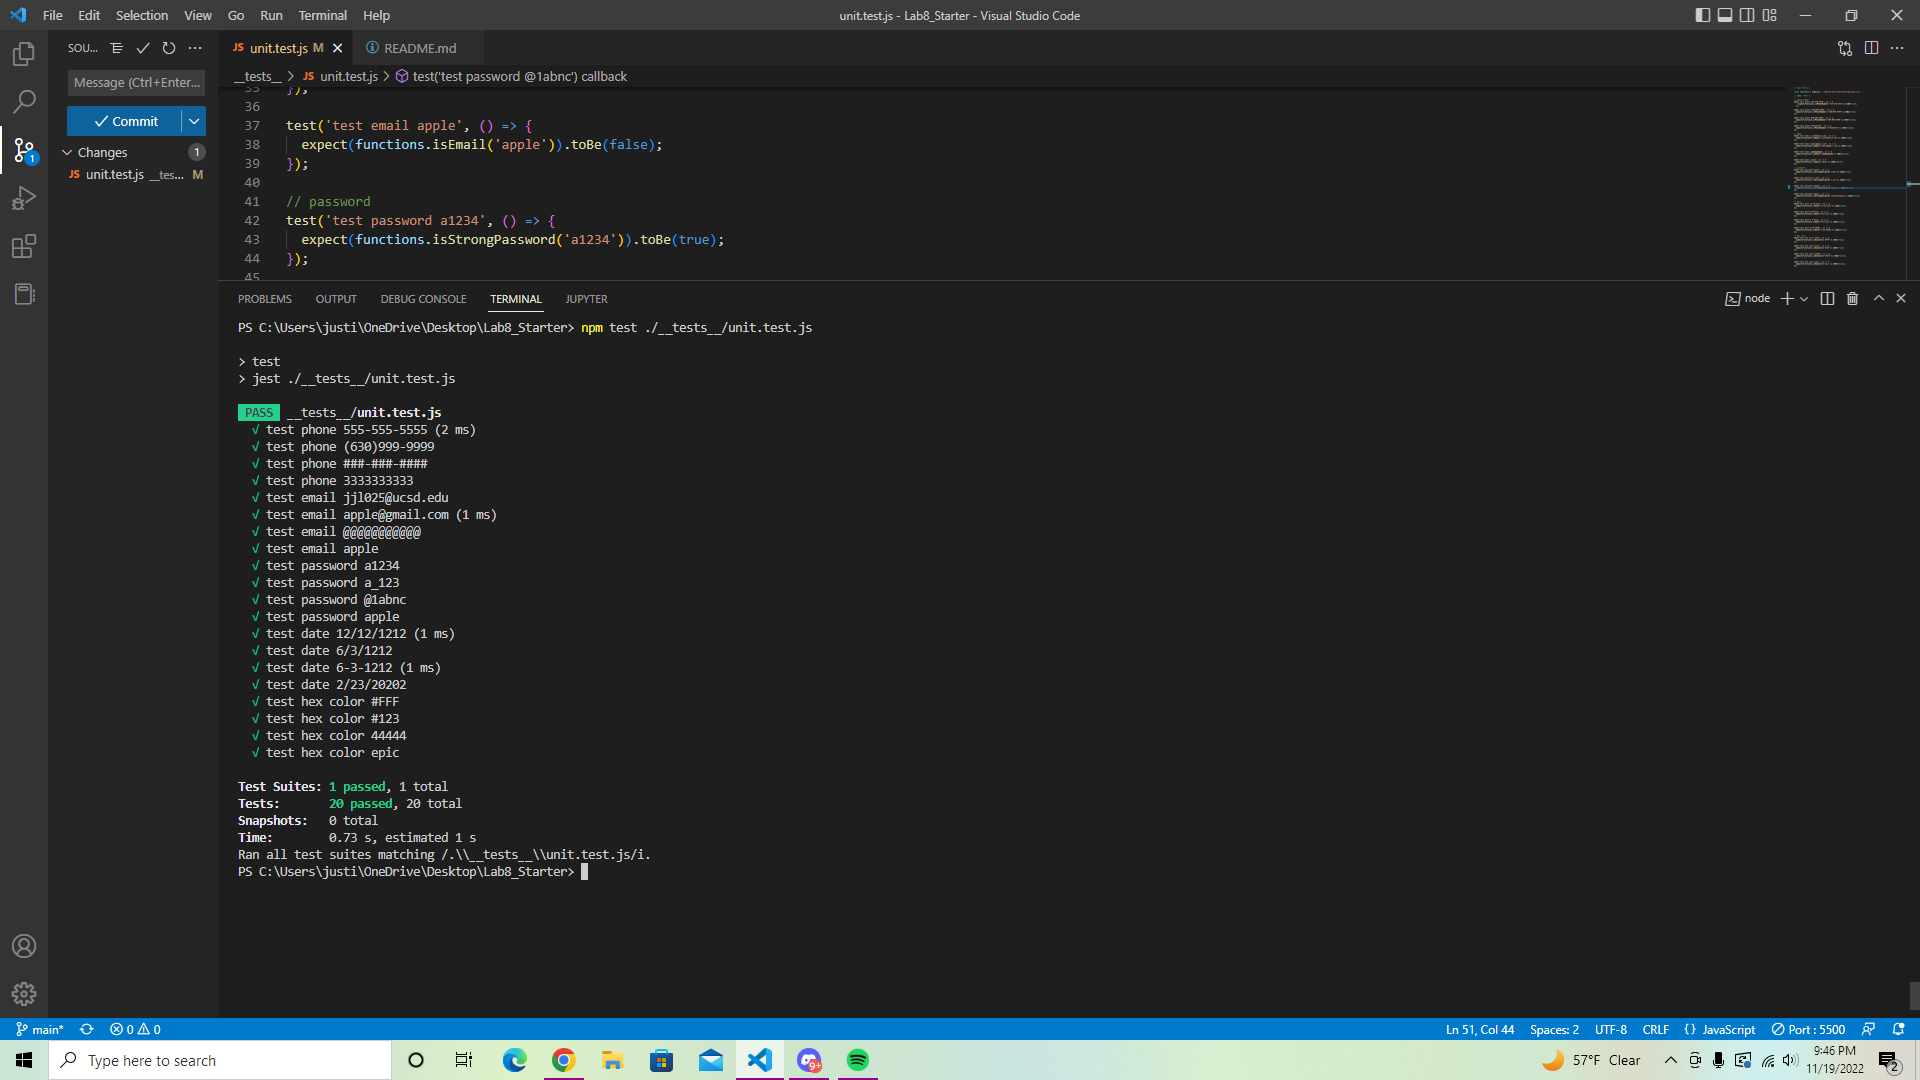 File Edit Selection View Go Run Terminal Help
unit.test.js - Lab8_Starter - Visual Studio Code
SOU...
JS unit.test.js M
README.md
__tests__ > JS unit.test.js > test('test password @1abnc') callback
Message (Ctrl+Enter...
Commit
Changes 1
JS unit.test.js __tes... M
1
35 });
36
37 test('test email apple', () => {
38 expect(functions.isEmail('apple')).toBe(false);
39 });
40
41 // password
42 test('test password a1234', () => {
43 expect(functions.isStrongPassword('a1234')).toBe(true);
44 });
45
PROBLEMS OUTPUT DEBUG CONSOLE TERMINAL JUPYTER
node
PS C:\Users\justi\OneDrive\Desktop\Lab8_Starter> npm test ./__tests__/unit.test.js
> test
> jest ./__tests__/unit.test.js
PASS __tests__/unit.test.js
√ test phone 555-555-5555 (2 ms)
√ test phone (630)999-9999
√ test phone ###-###-####
√ test phone 3333333333
√ test email jjl025@ucsd.edu
√ test email apple@gmail.com (1 ms)
√ test email @@@@@@@@@@@
√ test email apple
√ test password a1234
√ test password a_123
√ test password @1abnc
√ test password apple
√ test date 12/12/1212 (1 ms)
√ test date 6/3/1212
√ test date 6-3-1212 (1 ms)
√ test date 2/23/20202
√ test hex color #FFF
√ test hex color #123
√ test hex color 44444
√ test hex color epic
Test Suites: 1 passed, 1 total
Tests: 20 passed, 20 total
Snapshots: 0 total
Time: 0.73 s, estimated 1 s
Ran all test suites matching /.\\__tests__\\unit.test.js/i.
PS C:\Users\justi\OneDrive\Desktop\Lab8_Starter>
main* 0 0
Ln 51, Col 44 Spaces: 2 UTF-8 CRLF {} JavaScript Port : 5500
Type here to search
9+
57°F Clear
9:46 PM
11/19/2022
2